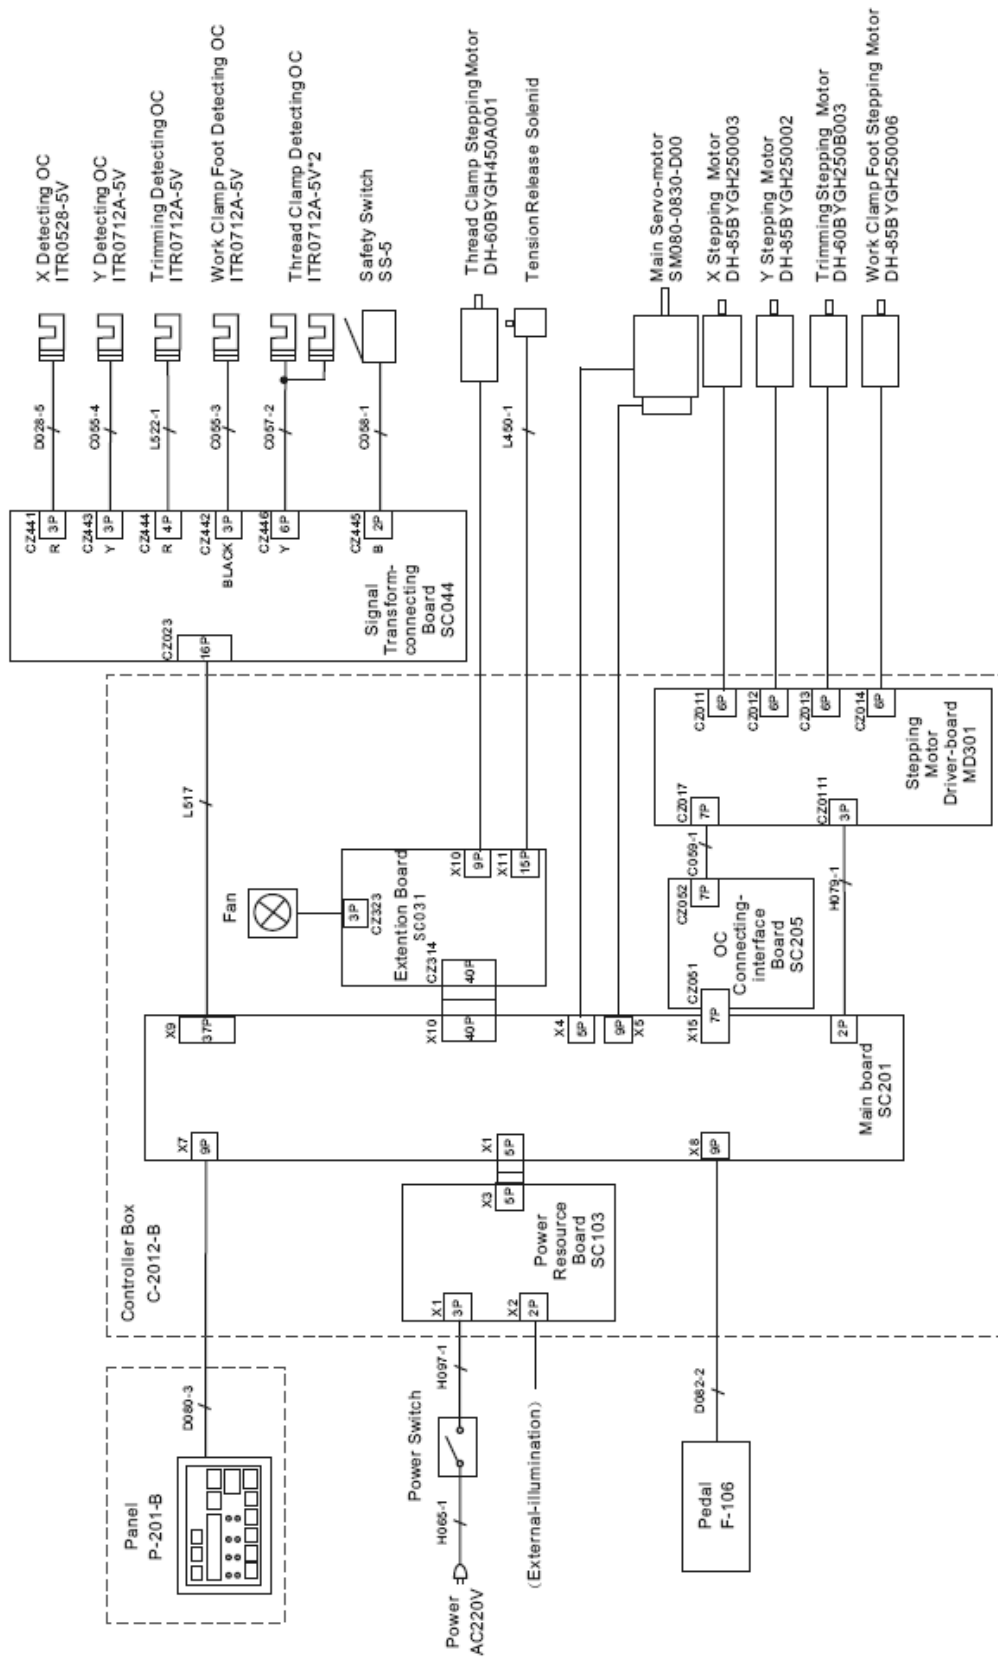 Panel
P-201-B
D080-3
Power
AC220V
H065-1
Power Switch
H097-1
(External-illumination)
Pedal
F-106
D082-2
Controller Box
C-2012-B
X1
3P
X2
2P
X3
5P
Power
Resource
Board
SC103
X7
9P
X1
5P
X8
9P
Main board
SC201
X9
37P
X10
40P
X4
5P
9P
X5
X15
7P
2P
Fan
3P
CZ323
Extention Board
SC031
CZ314
40P
X10
9P
X11
15P
CZ051
OC
Connecting-
interface
Board
SC205
CZ052
7P
C059-1
H079-1
CZ017
7P
CZ0111
3P
Stepping
Motor
Driver-board
MD301
CZ011
6P
CZ012
6P
CZ013
6P
CZ014
6P
L517
CZ023
16P
Signal
Transform-
connecting
Board
SC044
CZ441
3P
R
CZ443
3P
Y
CZ444
4P
R
CZ442
3P
BLACK
CZ446
6P
Y
CZ445
2P
B
D028-5
C055-4
L522-1
C055-3
C057-2
C058-1
L450-1
X Detecting OC
ITR0528-5V
Y Detecting OC
ITR0712A-5V
Trimming Detecting OC
ITR0712A-5V
Work Clamp Foot Detecting OC
ITR0712A-5V
Thread Clamp Detecting OC
ITR0712A-5V*2
Safety Switch
SS-5
Thread Clamp Stepping Motor
DH-60BYGH450A001
Tension Release Solenid
Main Servo-motor
SM080-0830-D00
X Stepping Motor
DH-85BYGH250003
Y Stepping Motor
DH-85BYGH250002
Trimming Stepping Motor
DH-60BYGH250B003
Work Clamp Foot Stepping Motor
DH-85BYGH250006